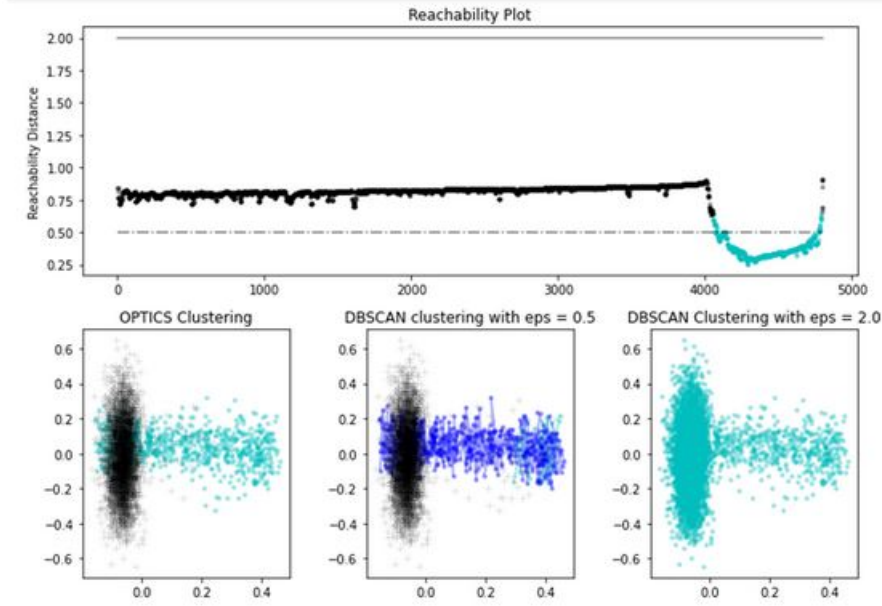 Reachability Plot
Reachability Distance
2.00
1.75
1.50
1.25
1.00
0.75
0.50
0.25
0 1000 2000 3000 4000 5000
OPTICS Clustering DBSCAN clustering with eps = 0.5 DBSCAN Clustering with eps = 2.0
0.6 0.6 0.6
0.4 0.4 0.4
0.2 0.2 0.2
0.0 0.0 0.0
−0.2 −0.2 −0.2
−0.4 −0.4 −0.4
−0.6 −0.6 −0.6
0.0 0.2 0.4 0.0 0.2 0.4 0.0 0.2 0.4